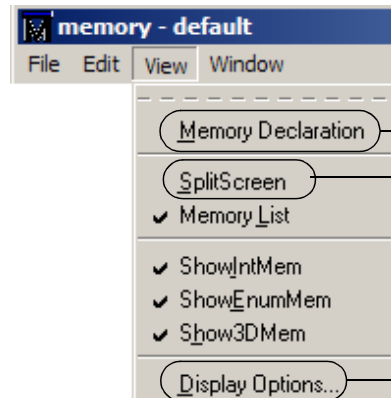 memory - default
File Edit View Window
Memory Declaration
SplitScreen
Memory List
ShowIntMem
ShowEnumMem
Show3DMem
Display Options...